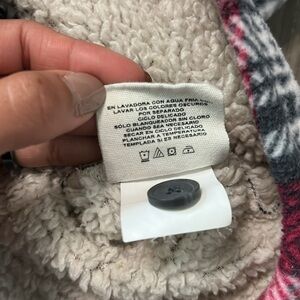 EN LAVADORA CON AGUA FRIA
LAVAR LOS COLORES OSCUROS
POR SEPARADO
CICLO DELICADO
SOLO BLANQUEADOR SIN CLORO
CUANDO SEA NECESARIO
SECAR EN CICLO DELICADO
PLANCHAR A TEMPERATURA
TEMPLADA SI ES NECESARIO